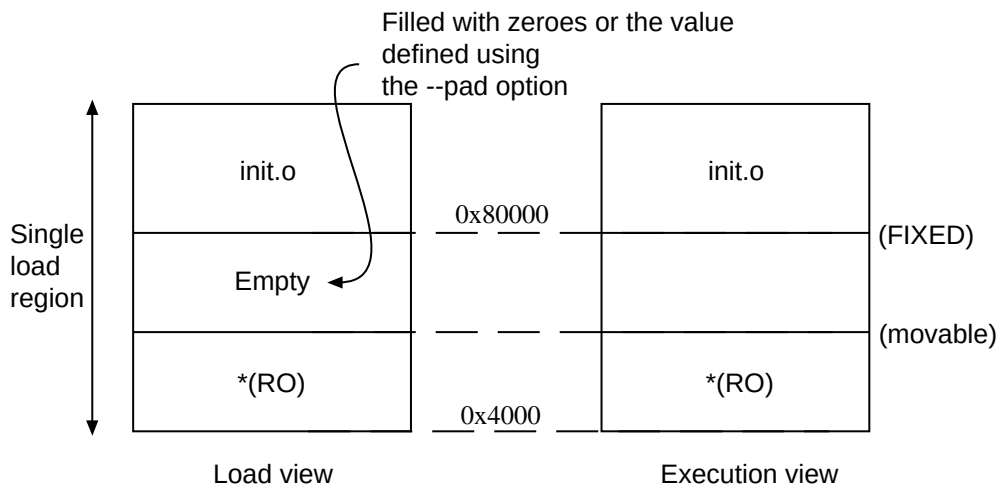 Filled with zeroes or the value
defined using
the --pad option
init.o
init.o
0x80000
(FIXED)
Single
load
region
Empty
(movable)
*(RO)
*(RO)
0x4000
Load view
Execution view